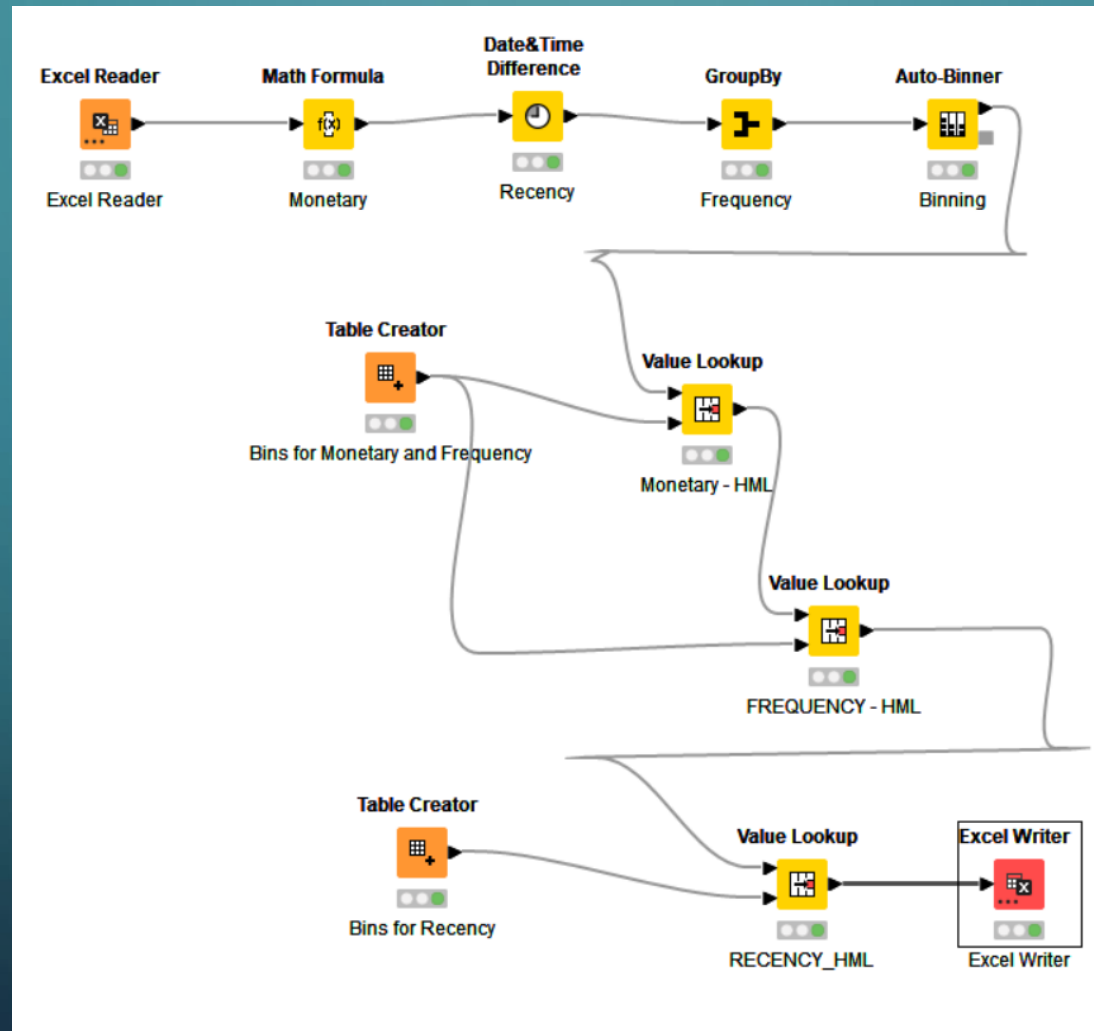 Date&Time
Difference
Excel Reader
Math Formula
GroupBy
Auto-Binner
f(x)
Excel Reader
Monetary
Recency
Frequency
Binning
Table Creator
Value Lookup
Bins for Monetary and Frequency
Monetary - HML
Value Lookup
FREQUENCY - HML
Table Creator
Value Lookup
Excel Writer
Bins for Recency
RECENCY_HML
Excel Writer